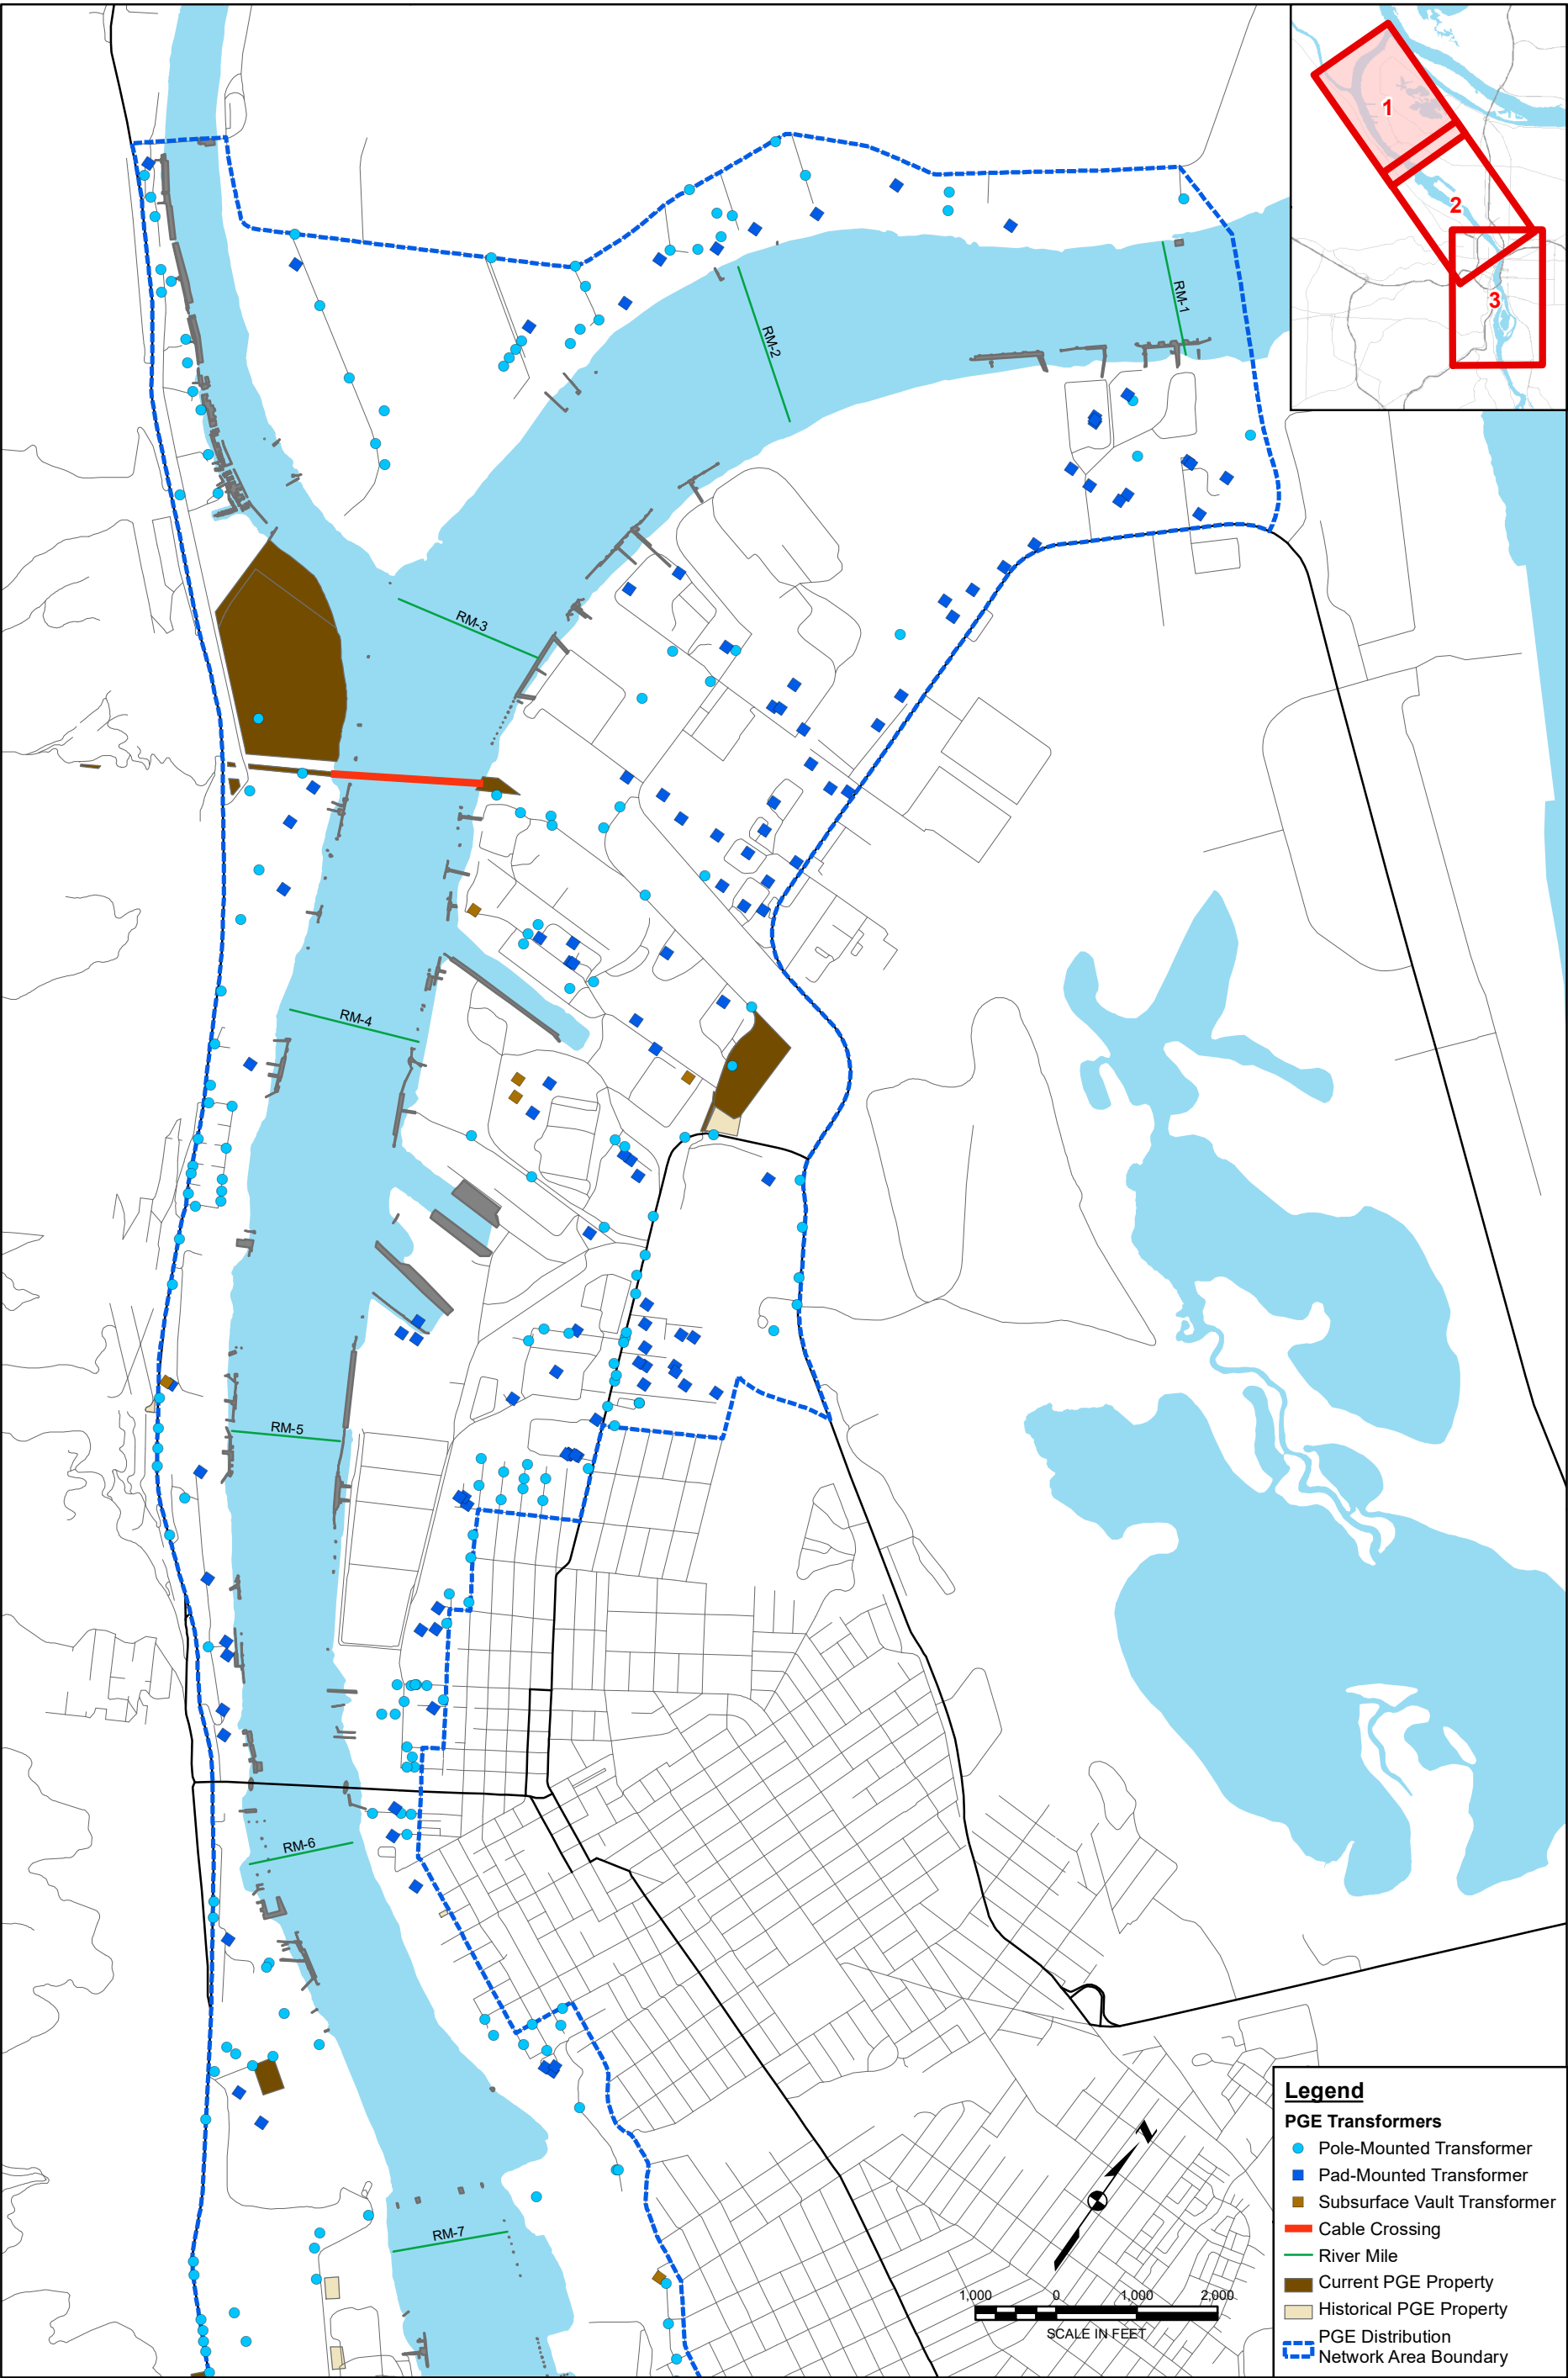 1
2
3
RM-1
RM-2
RM-3
RM-4
RM-5
RM-6
RM-7
N
1,000 0 1,000 2,000
SCALE IN FEET
Legend
PGE Transformers
Pole-Mounted Transformer
Pad-Mounted Transformer
Subsurface Vault Transformer
Cable Crossing
River Mile
Current PGE Property
Historical PGE Property
PGE Distribution
Network Area Boundary